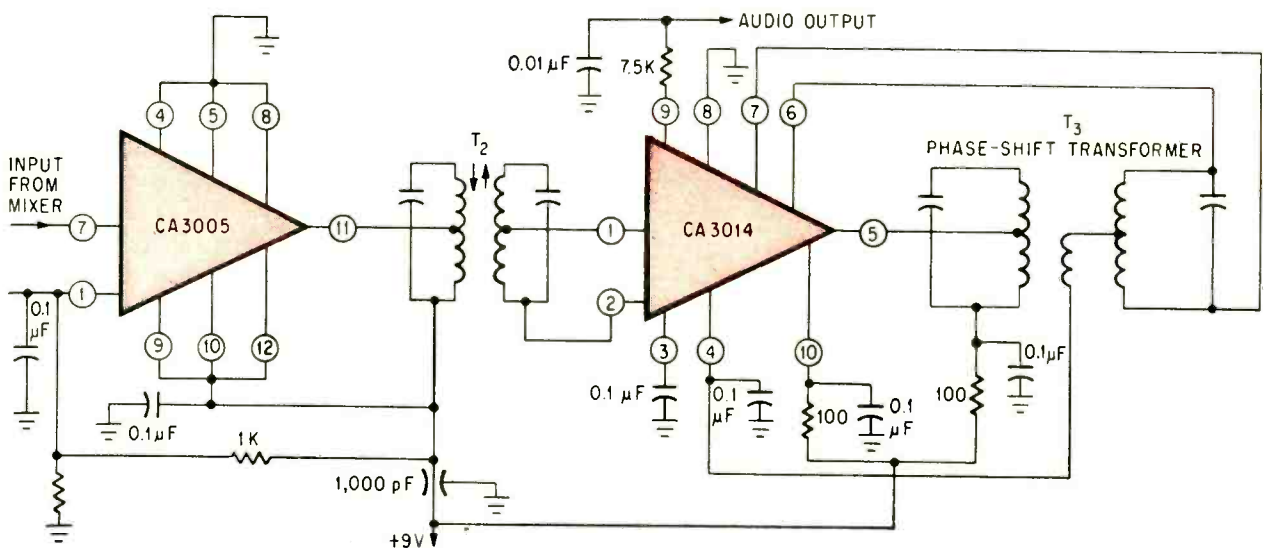 AUDIO OUTPUT
0.01 µF
7.5K
9
8
7
6
4
5
8
T3
PHASE-SHIFT TRANSFORMER
T2
INPUT
FROM
MIXER
7
CA3005
11
1
CA3014
5
1
2
0.1
µF
9
10
12
3
4
10
0.1 µF
0.1 µF
0.1
µF
100
0.1
µF
100
0.1µF
1K
1,000 pF
+9V